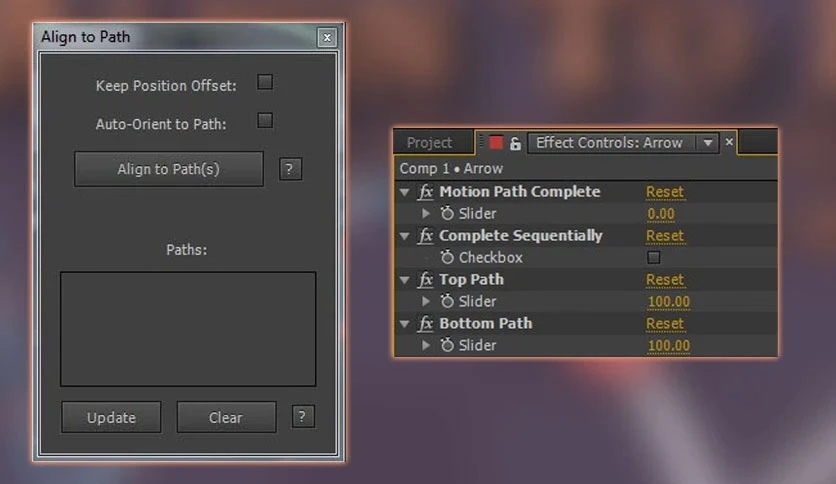 Align to Path
x
Keep Position Offset:
Auto-Orient to Path:
Align to Path(s) ?
Paths:
Update Clear ?
Project Effect Controls: Arrow ×
Comp 1 • Arrow
fx Motion Path Complete Reset
Slider 0.00
fx Complete Sequentially Reset
Checkbox
fx Top Path Reset
Slider 100.00
fx Bottom Path Reset
Slider 100.00